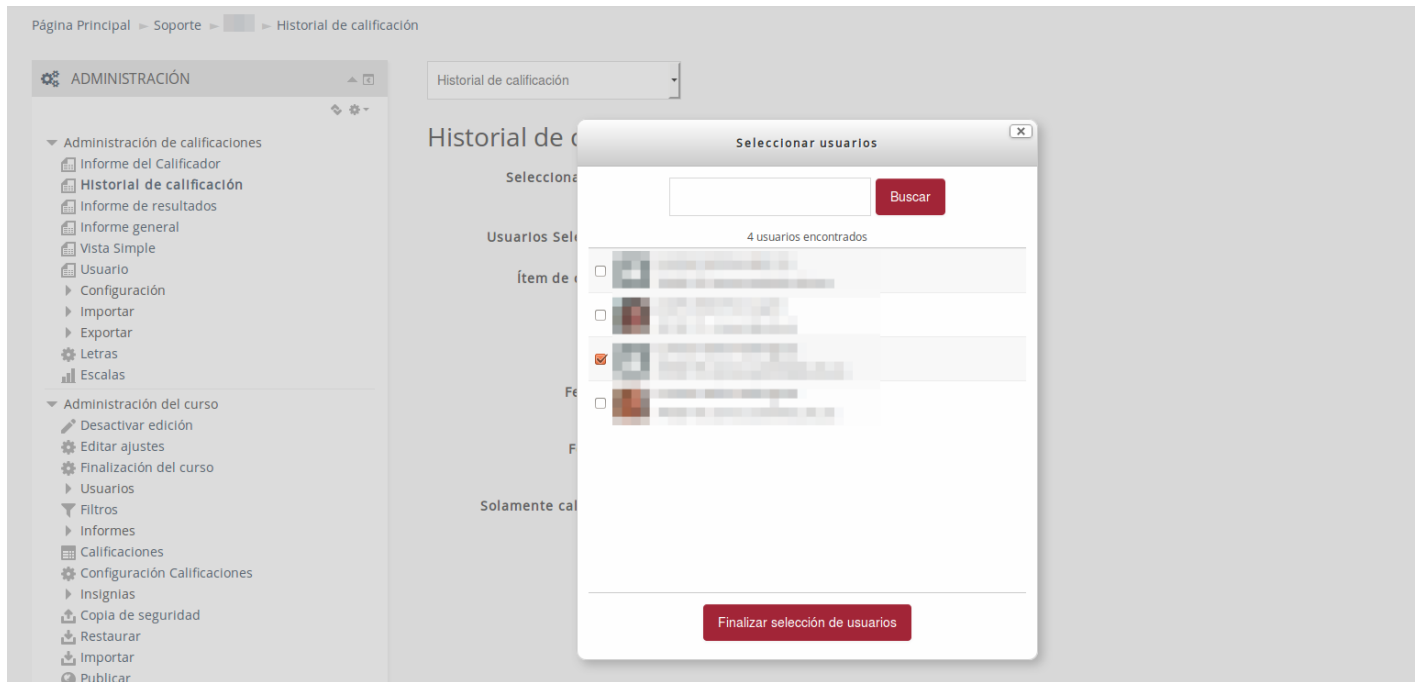 Página Principal ► Soporte ► ► Historial de calificación
ADMINISTRACIÓN
Administración de calificaciones
Informe del Calificador
Historial de calificación
Informe de resultados
Informe general
Vista Simple
Usuario
Configuración
Importar
Exportar
Letras
Escalas
Administración del curso
Desactivar edición
Editar ajustes
Finalización del curso
Usuarios
Filtros
Informes
Calificaciones
Configuración Calificaciones
Insignias
Copia de seguridad
Restaurar
Importar
Publicar
Historial de calificación
Historial de
Selecciona
Usuarios Sele
Ítem de
Fe
F
Solamente cal
Seleccionar usuarios
Buscar
4 usuarios encontrados
Finalizar selección de usuarios